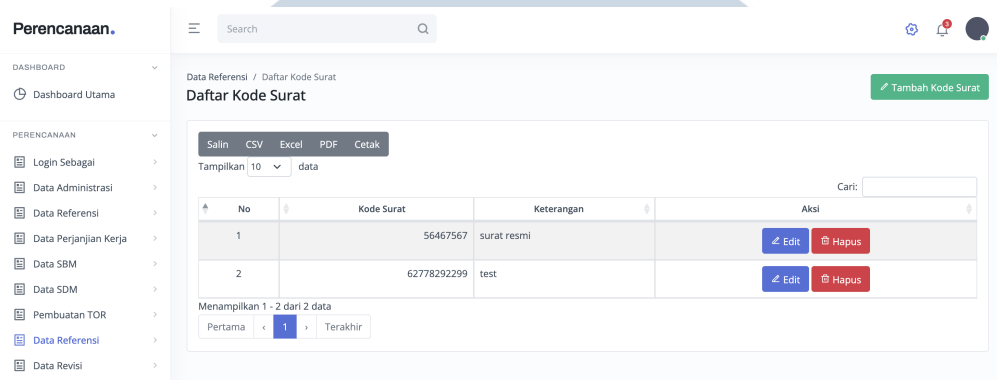 Perencanaan.
Search
3
DASHBOARD
Dashboard Utama
PERENCANAAN
Login Sebagai
Data Administrasi
Data Referensi
Data Perjanjian Kerja
Data SBM
Data SDM
Pembuatan TOR
Data Referensi
Data Revisi
Data Referensi / Daftar Kode Surat
Daftar Kode Surat
Tambah Kode Surat
Salin CSV Excel PDF Cetak
Tampilkan 10 data
Cari:
No Kode Surat Keterangan Aksi
1 56467567 surat resmi Edit Hapus
2 62778292299 test Edit Hapus
Menampilkan 1 - 2 dari 2 data
Pertama ‹ 1 › Terakhir